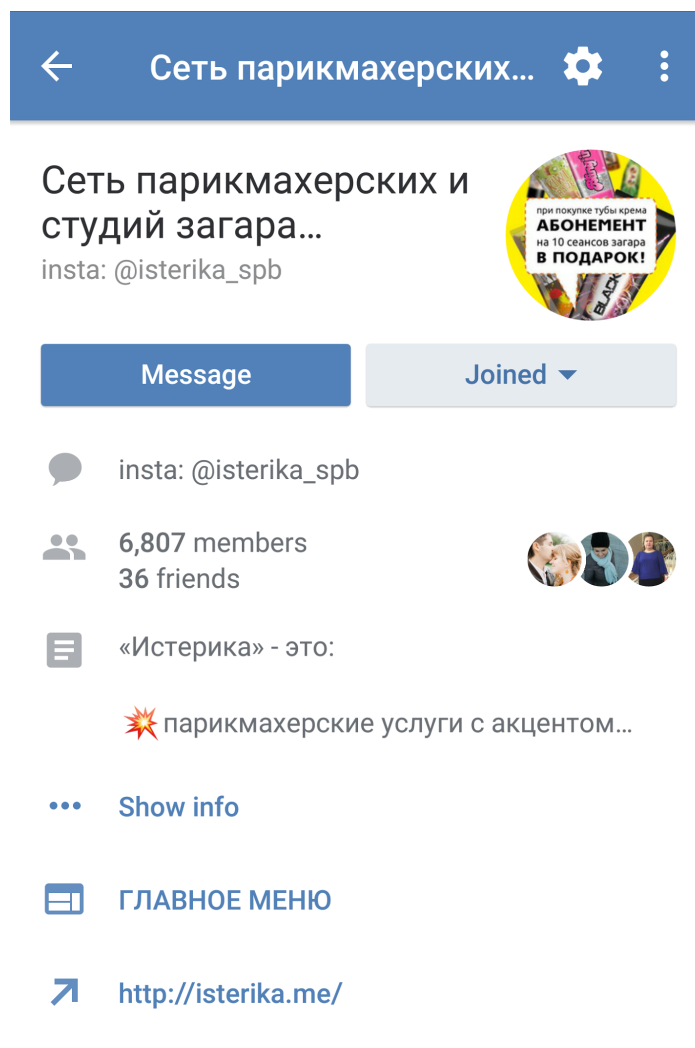 Сеть парикмахерских...
Сеть парикмахерских и
студий загара...
insta: @isterika_spb
при покупке тубы крема
АБОНЕМЕНТ
на 10 сеансов загара
В ПОДАРОК!
BLACK
Message
Joined
insta: @isterika_spb
6,807 members
36 friends
«Истерика» - это:
парикмахерские услуги с акцентом...
Show info
ГЛАВНОЕ МЕНЮ
http://isterika.me/